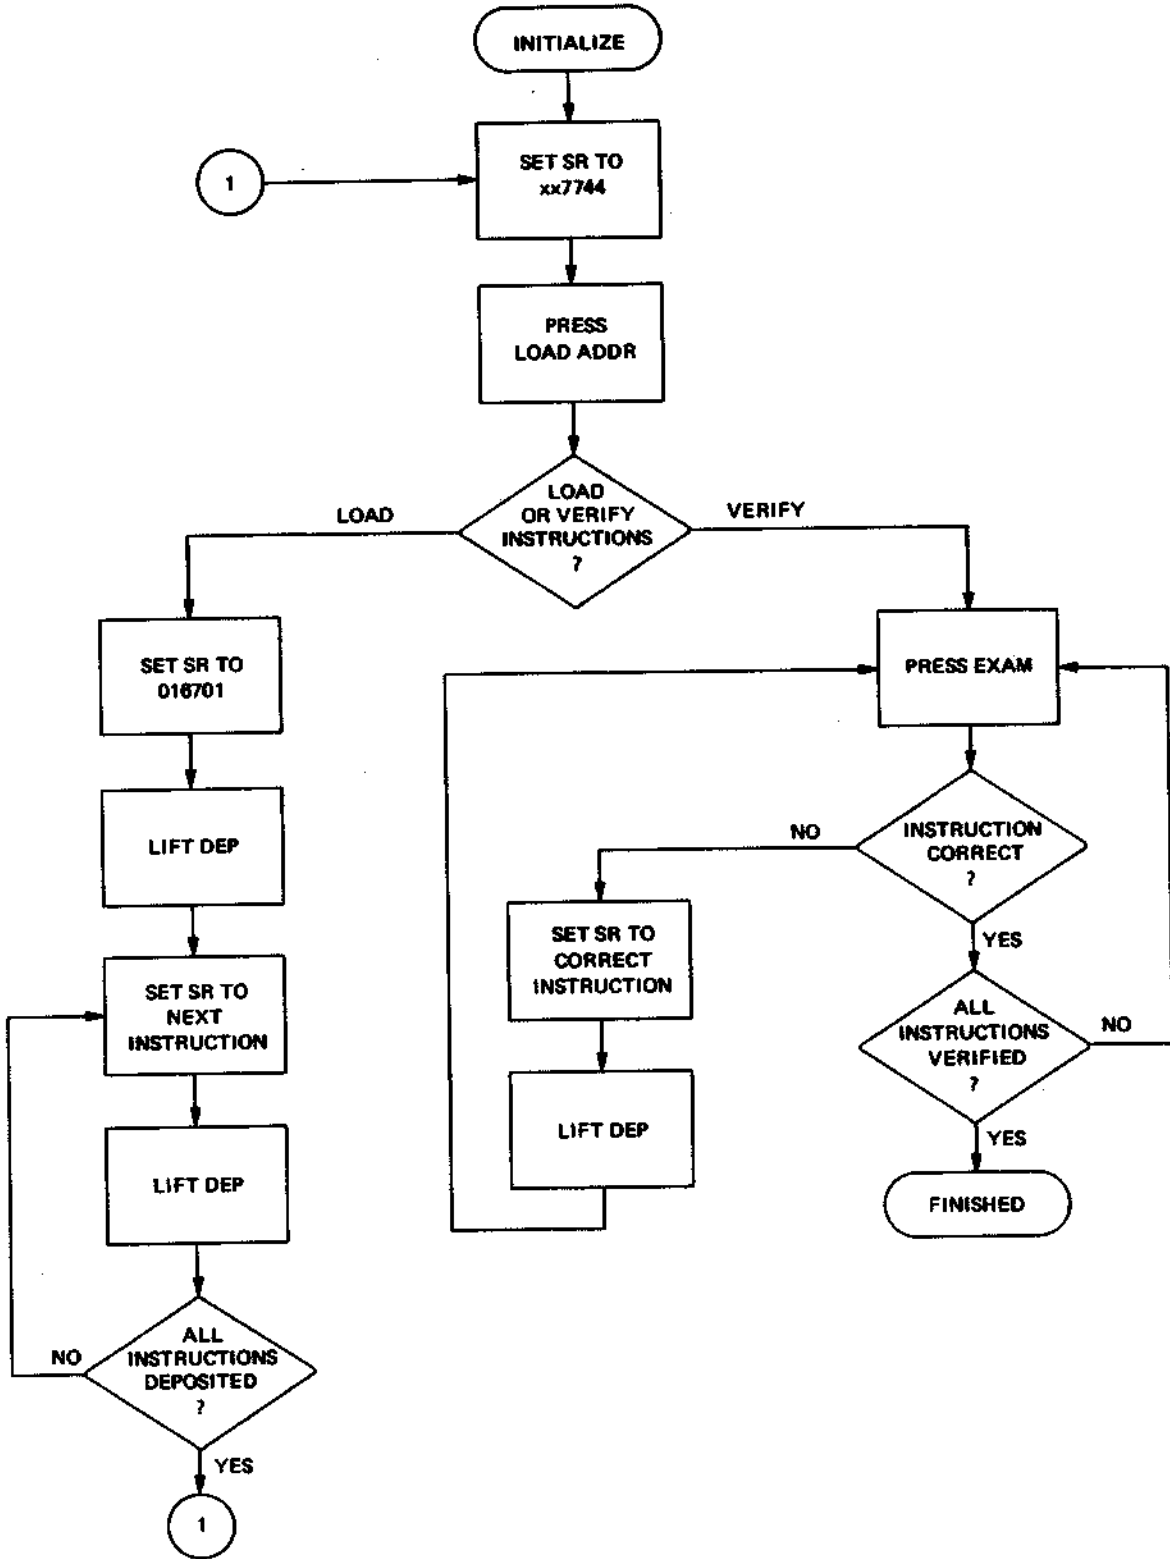 INITIALIZE
SET SR TO
xx7744
1
PRESS
LOAD ADDR
LOAD
OR VERIFY
INSTRUCTIONS
?
LOAD
VERIFY
SET SR TO
016701
PRESS EXAM
LIFT DEP
NO
INSTRUCTION
CORRECT
?
YES
SET SR TO
CORRECT
INSTRUCTION
SET SR TO
NEXT
INSTRUCTION
ALL
INSTRUCTIONS
VERIFIED
?
NO
YES
LIFT DEP
LIFT DEP
FINISHED
ALL
INSTRUCTIONS
DEPOSITED
?
NO
YES
1